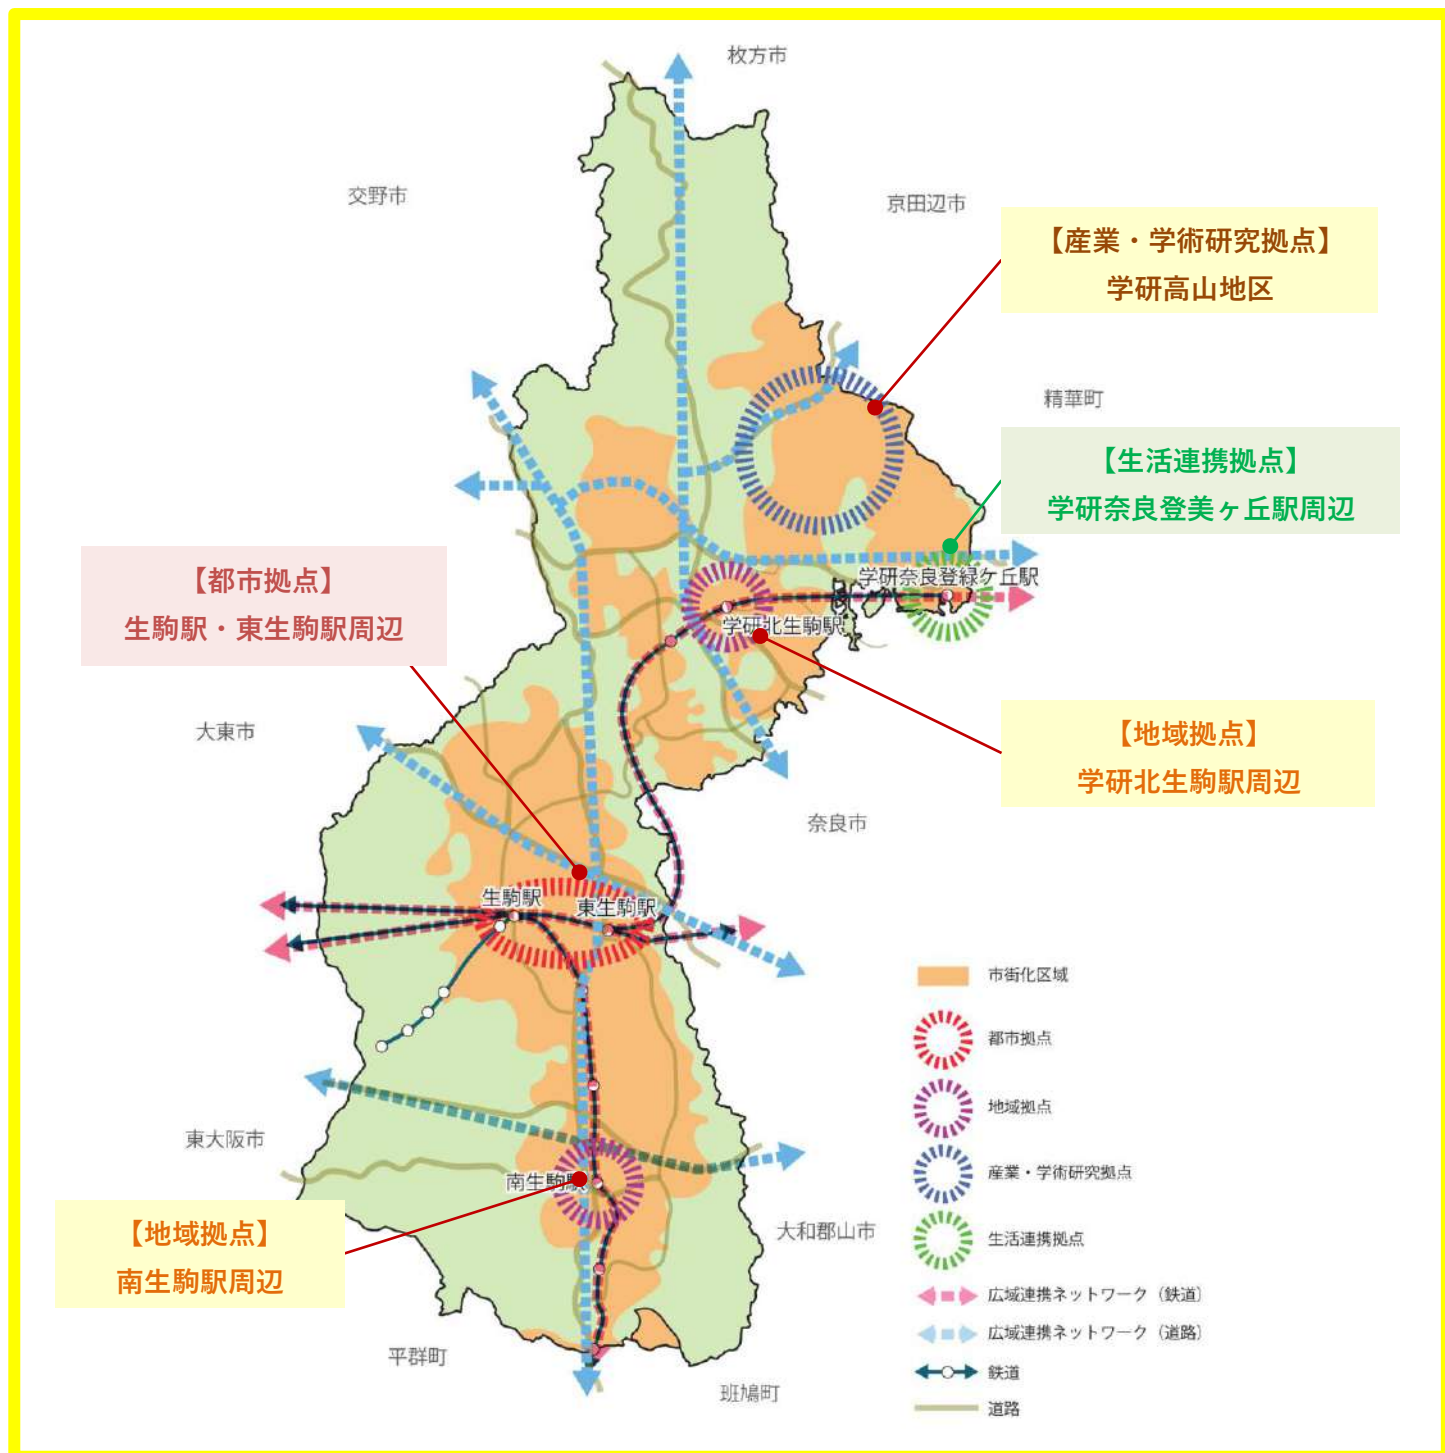 枚方市
交野市
京田辺市
【産業・学術研究拠点】
学研高山地区
精華町
【生活連携拠点】
学研奈良登美ヶ丘駅周辺
学研奈良登緑ケ丘駅
【都市拠点】
生駒駅・東生駒駅周辺
学研北生駒駅
【地域拠点】
学研北生駒駅周辺
大東市
奈良市
生駒駅
東生駒駅
市街化区域
都市拠点
地域拠点
東大阪市
産業・学術研究拠点
南生駒駅
【地域拠点】
南生駒駅周辺
大和郡山市
生活連携拠点
広域連携ネットワーク（鉄道）
広域連携ネットワーク（道路）
平群町
鉄道
班鳩町
道路